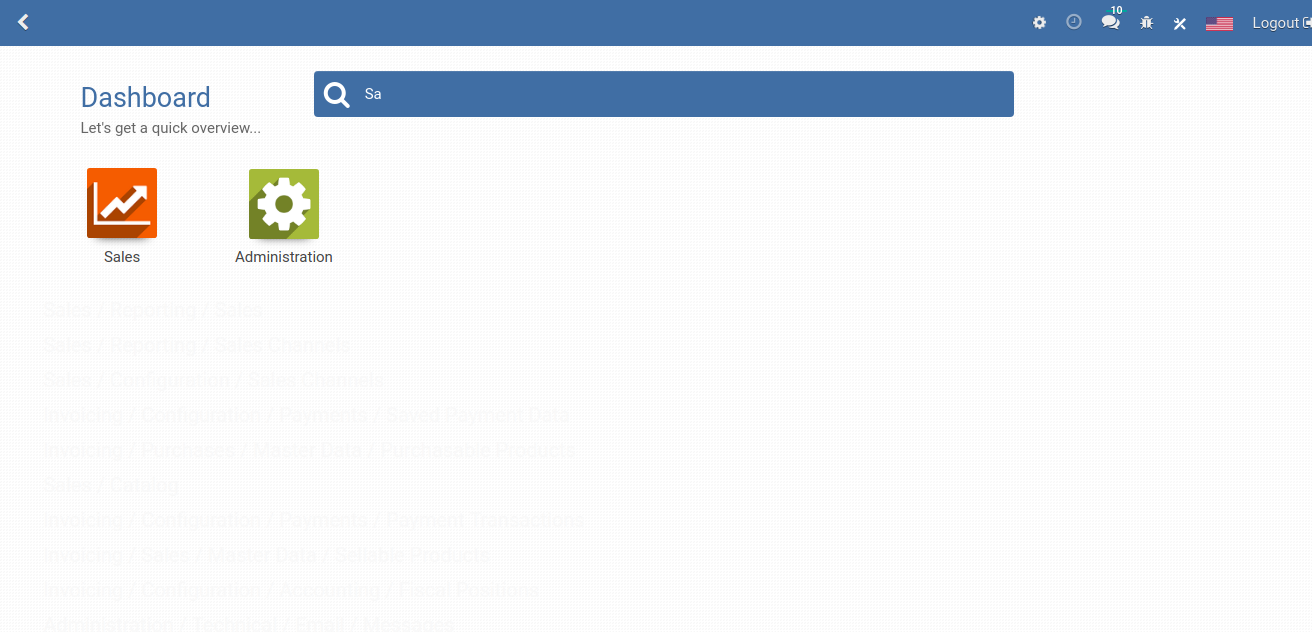 10
Logout
Dashboard
Sa
Let's get a quick overview...
Sales
Administration
Sales / Reporting / Sales
Sales / Reporting / Sales Channels
Sales / Configuration / Sales Channels
Invoicing / Configuration / Payments / Saved Payment Data
Invoicing / Purchases / Master Data / Purchasable Products
Sales / Catalog
Invoicing / Configuration / Payments / Payment Transactions
Invoicing / Sales / Master Data / Sellable Products
Invoicing / Configuration / Accounting / Fiscal Positions
Administration / Technical / Email / Messages